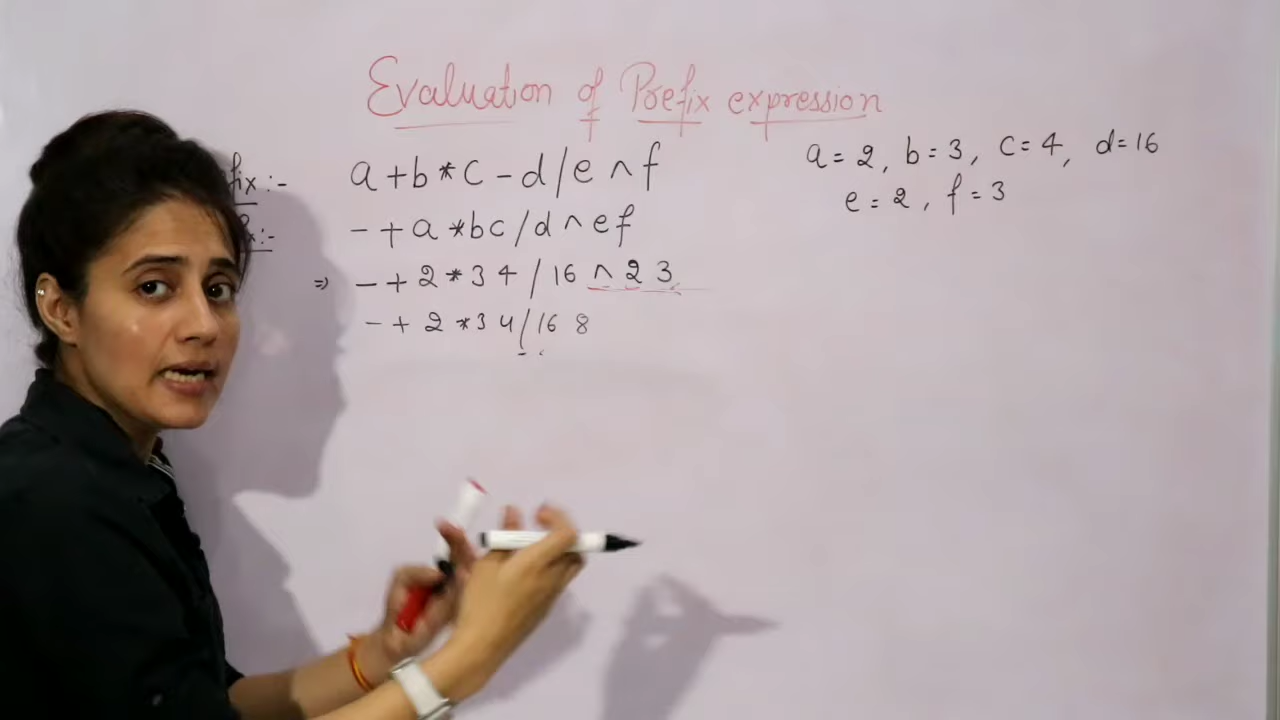 Evaluation of Prefix expression
fix :- a + b * c - d / e ^ f
:- - + a * b c / d ^ e f
⇒ - + 2 * 3 4 / 16 ^ 2 3
- + 2 * 3 4 / 16 8
a = 2, b = 3, c = 4, d = 16
e = 2, f = 3